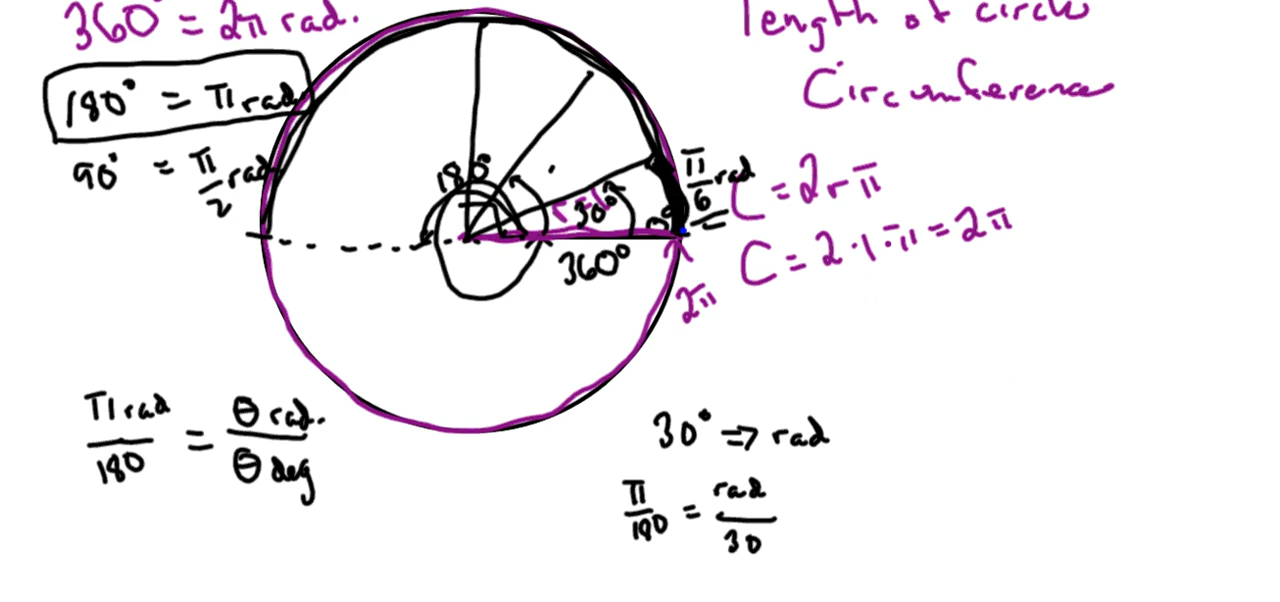 360° = 2π rad.
180° = π rad
90° = π/2 rad
length of circle
Circumference
C = 2rπ
C = 2·1·π = 2π
180°
30°
π/6 rad
360°
2π
π rad/180 = θ rad./θ deg
30° ⇒ rad
π/180 = rad/30